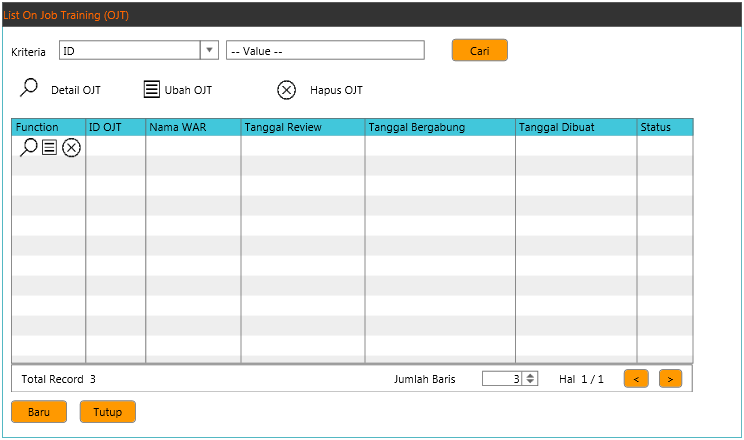 List On Job Training (OJT)
Kriteria ID -- Value -- Cari
Detail OJT Ubah OJT Hapus OJT
Function ID OJT Nama WAR Tanggal Review Tanggal Bergabung Tanggal Dibuat Status
Total Record 3 Jumlah Baris 3 Hal 1 / 1 < >
Baru Tutup